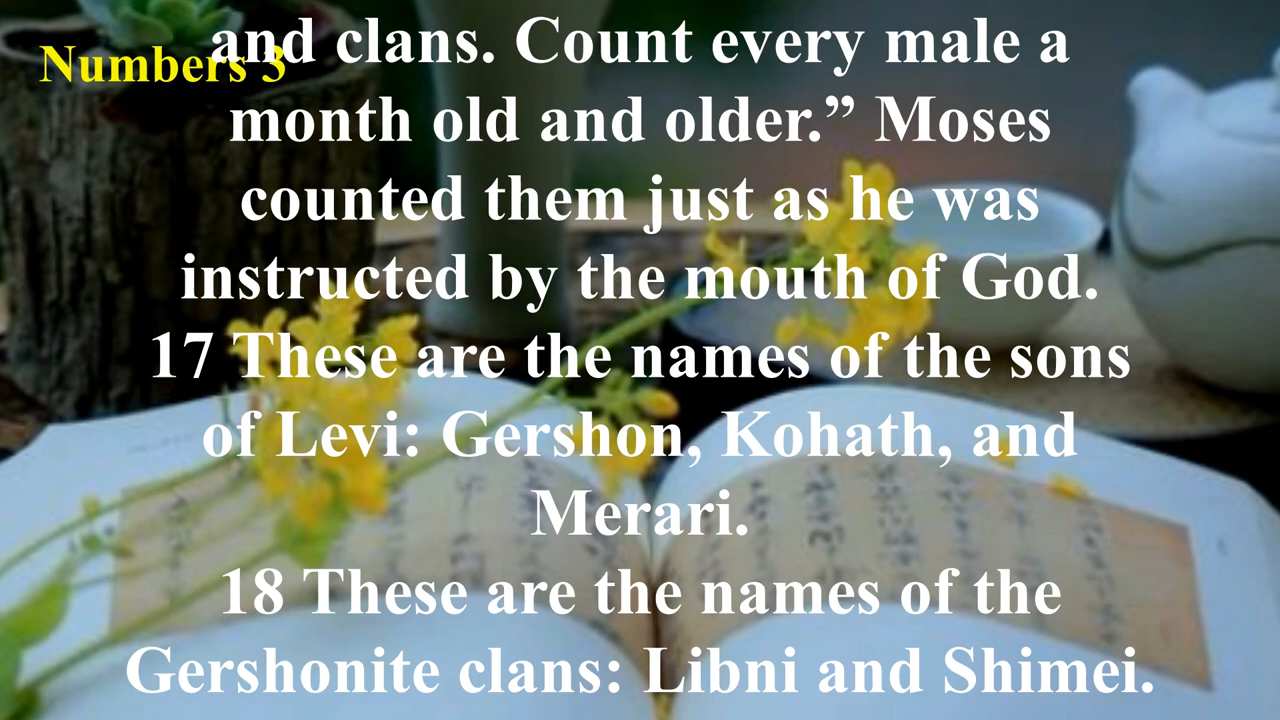 Numbers 3
and clans. Count every male a
month old and older.” Moses
counted them just as he was
instructed by the mouth of God.
17 These are the names of the sons
of Levi: Gershon, Kohath, and
Merari.
18 These are the names of the
Gershonite clans: Libni and Shimei.